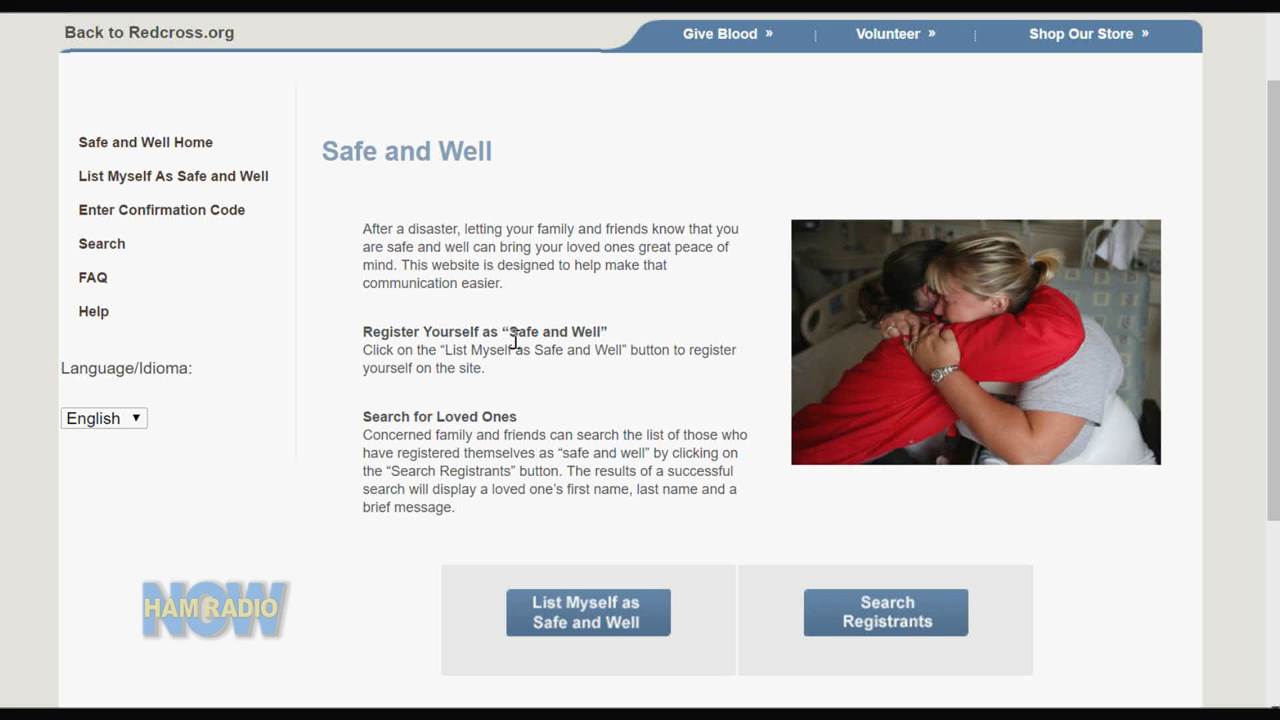 Back to Redcross.org
Give Blood » | Volunteer » | Shop Our Store »
Safe and Well Home
List Myself As Safe and Well
Enter Confirmation Code
Search
FAQ
Help
Language/Idioma:
English ▼
Safe and Well
After a disaster, letting your family and friends know that you
are safe and well can bring your loved ones great peace of
mind. This website is designed to help make that
communication easier.
Register Yourself as “Safe and Well”
Click on the “List Myself as Safe and Well” button to register
yourself on the site.
Search for Loved Ones
Concerned family and friends can search the list of those who
have registered themselves as “safe and well” by clicking on
the “Search Registrants” button. The results of a successful
search will display a loved one’s first name, last name and a
brief message.
NOW
HAM RADIO
List Myself as
Safe and Well
Search
Registrants